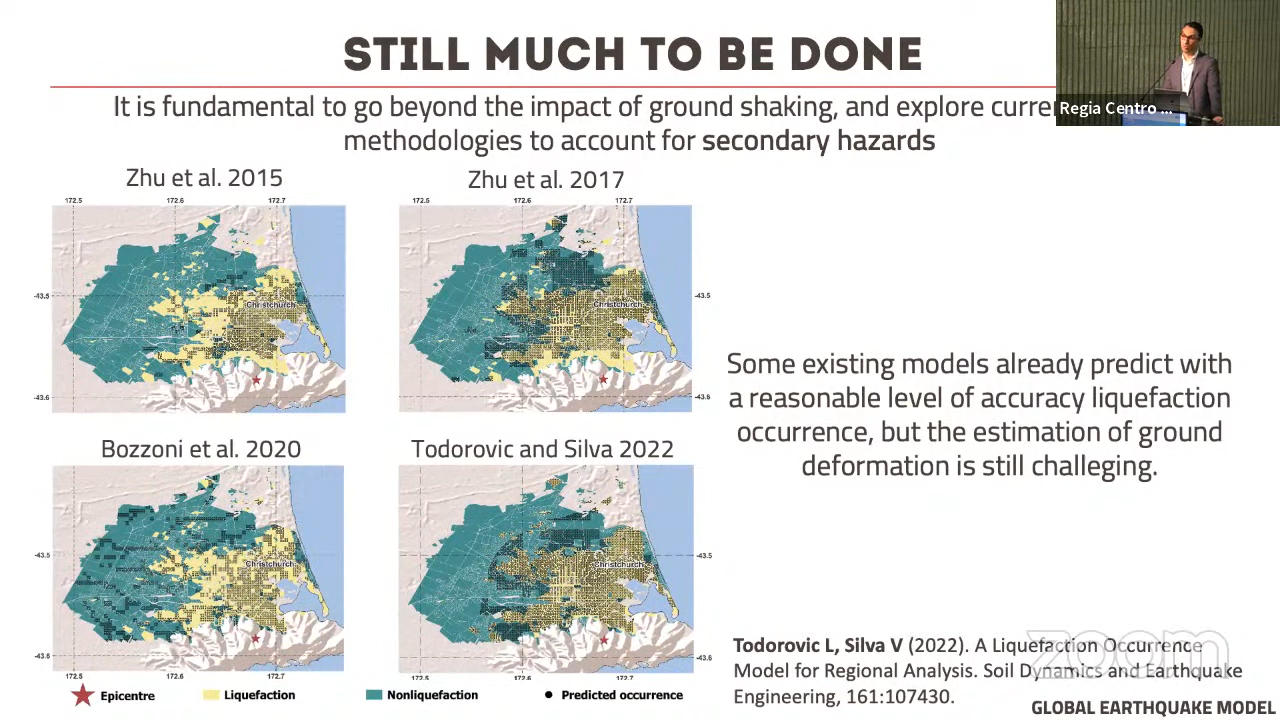 STILL MUCH TO BE DONE
It is fundamental to go beyond the impact of ground shaking, and explore
methodologies to account for secondary hazards
Regia Centro ...
Zhu et al. 2015
Zhu et al. 2017
172.5 172.6 172.7
172.5 172.6 172.7
-43.5
-43.5
Christchurch
Christchurch
-43.6
-43.6
Some existing models already predict with
a reasonable level of accuracy liquefaction
occurrence, but the estimation of ground
deformation is still challeging.
Bozzoni et al. 2020
Todorovic and Silva 2022
-43.5
-43.5
Christchurch
Christchurch
-43.6
-43.6
172.5 172.6 172.7
172.5 172.6 172.7
Epicentre
Liquefaction
Nonliquefaction
Predicted occurrence
Todorovic L, Silva V (2022). A Liquefaction Occurrence
Model for Regional Analysis. Soil Dynamics and Earthquake
Engineering, 161:107430.
zoom
GLOBAL EARTHQUAKE MODEL